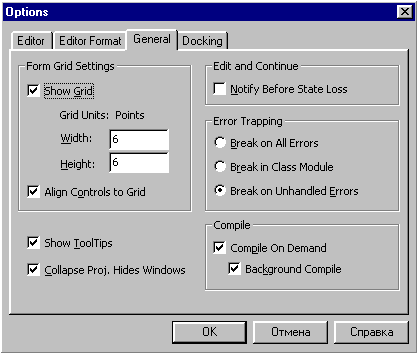 Options
Editor Editor Format General Docking
Form Grid Settings
Show Grid
Grid Units: Points
Width: 6
Height: 6
Align Controls to Grid
Show ToolTips
Collapse Proj. Hides Windows
Edit and Continue
Notify Before State Loss
Error Trapping
Break on All Errors
Break in Class Module
Break on Unhandled Errors
Compile
Compile On Demand
Background Compile
OK Отмена Справка